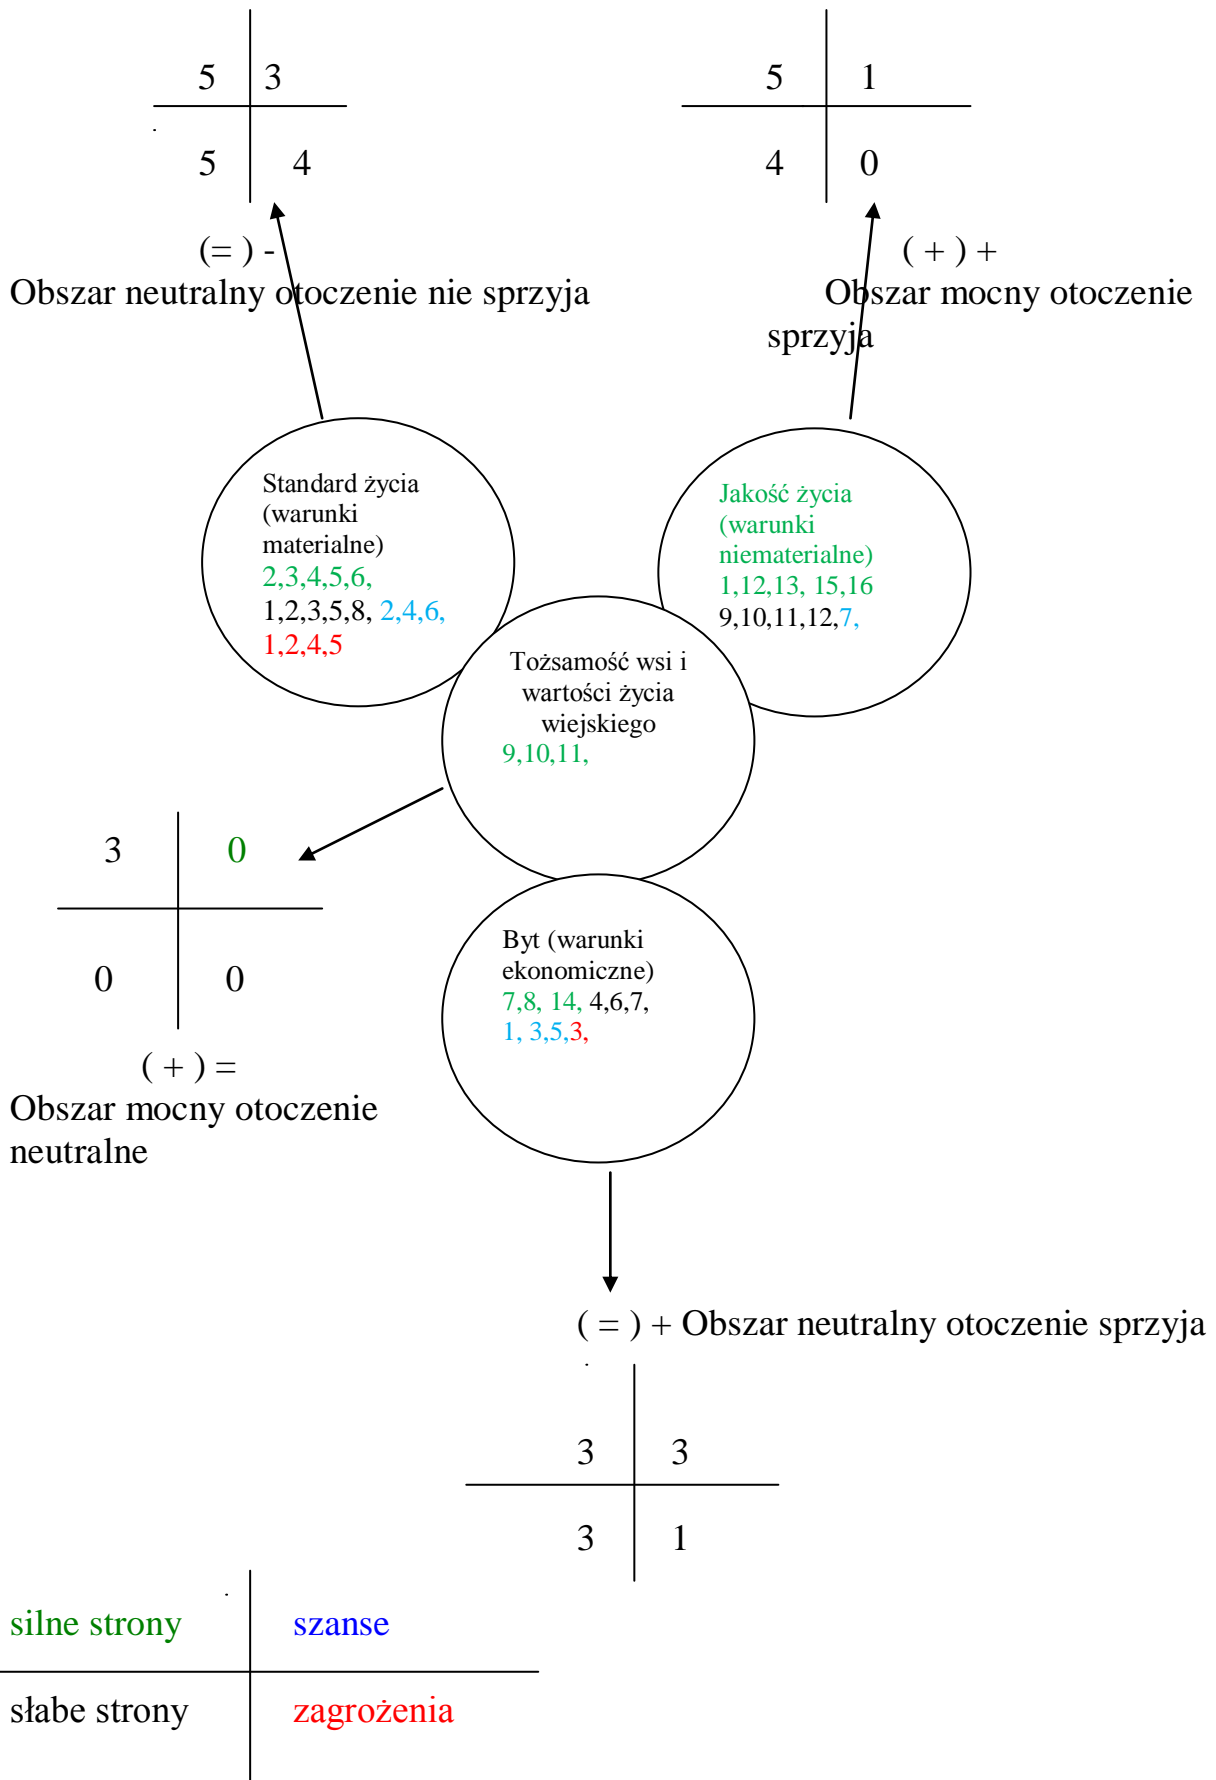 5 3
5 4
5 1
4 0
(= ) -
Obszar neutralny otoczenie nie sprzyja
( + ) +
Obszar mocny otoczenie
sprzyja
Standard życia
(warunki
materialne)
2,3,4,5,6,
1,2,3,5,8, 2,4,6,
1,2,4,5
Jakość życia
(warunki
niematerialne)
1,12,13, 15,16
9,10,11,12,7,
Tożsamość wsi i
wartości życia
wiejskiego
9,10,11,
3 0
0 0
( + ) =
Obszar mocny otoczenie
neutralne
Byt (warunki
ekonomiczne)
7,8, 14, 4,6,7,
1, 3,5,3,
( = ) + Obszar neutralny otoczenie sprzyja
3 3
3 1
silne strony szanse
słabe strony zagrożenia